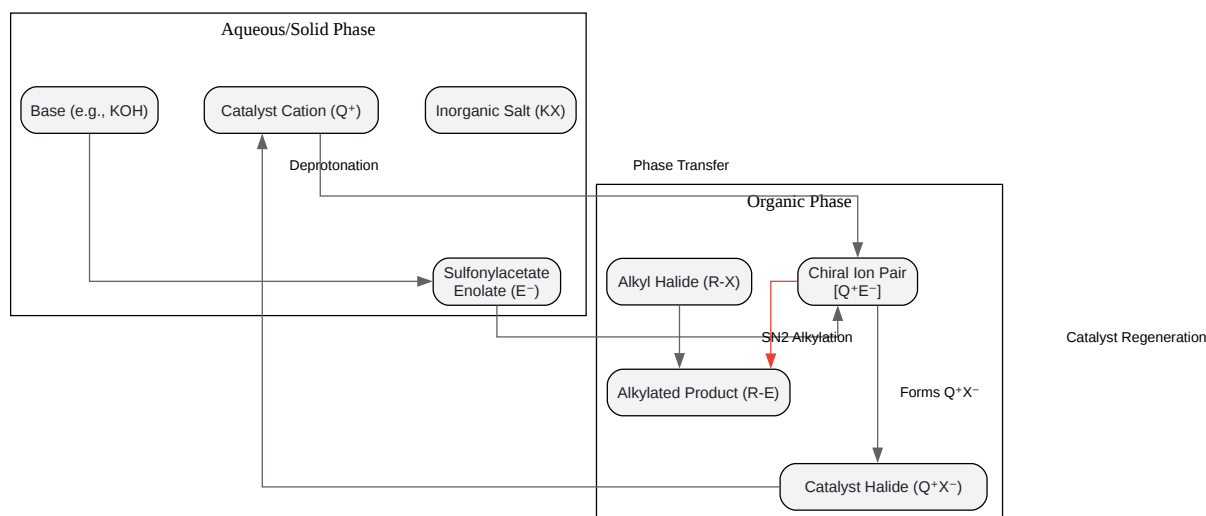 Aqueous/Solid Phase
Base (e.g., KOH)
Catalyst Cation (Q⁺)
Inorganic Salt (KX)
Deprotonation
Phase Transfer
Organic Phase
Sulfonylacetate
Enolate (E⁻)
Alkyl Halide (R-X)
Chiral Ion Pair
[Q⁺E⁻]
SN2 Alkylation
Catalyst Regeneration
Alkylated Product (R-E)
Forms Q⁺X⁻
Catalyst Halide (Q⁺X⁻)